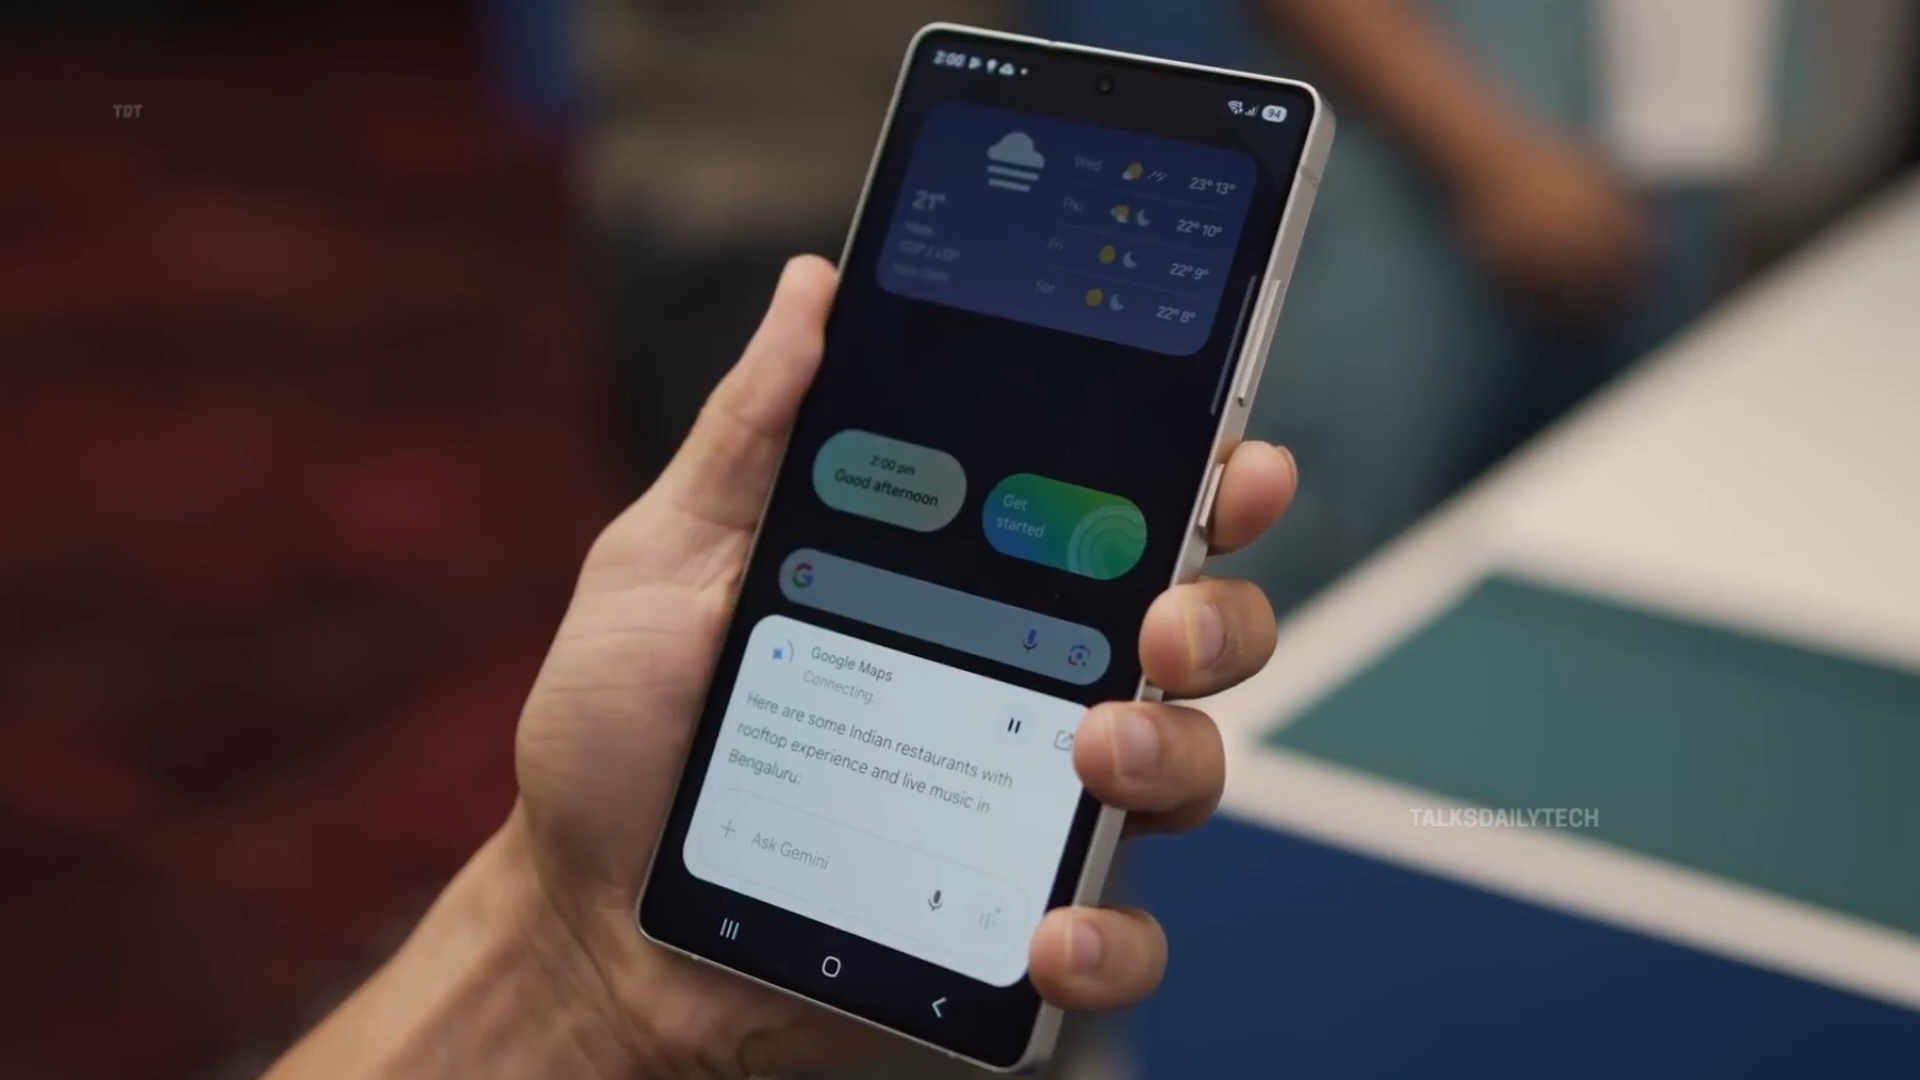 TDT
2:00
94
21°
Wed 23° 13°
Thu 22° 10°
Fri 22° 9°
Sat 22° 8°
2:00 pm
Good afternoon
Get
started
G
Google Maps
Connecting..
Here are some Indian restaurants with
rooftop experience and live music in
Bengaluru:
Ask Gemini
TALKSDAILYTECH